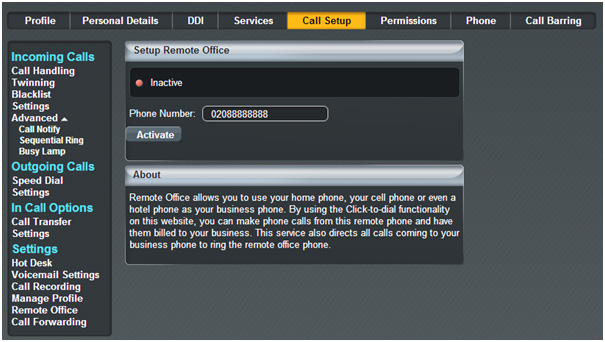 Profile Personal Details DDI Services Call Setup Permissions Phone Call Barring
Incoming Calls
Call Handling
Twinning
Blacklist
Settings
Advanced
Call Notify
Sequential Ring
Busy Lamp
Outgoing Calls
Speed Dial
Settings
In Call Options
Call Transfer
Settings
Settings
Hot Desk
Voicemail Settings
Call Recording
Manage Profile
Remote Office
Call Forwarding
Setup Remote Office
Inactive
Phone Number: 02088888888
Activate
About
Remote Office allows you to use your home phone, your cell phone or even a
hotel phone as your business phone. By using the Click-to-dial functionality
on this website, you can make phone calls from this remote phone and have
them billed to your business. This service also directs all calls coming to your
business phone to ring the remote office phone.